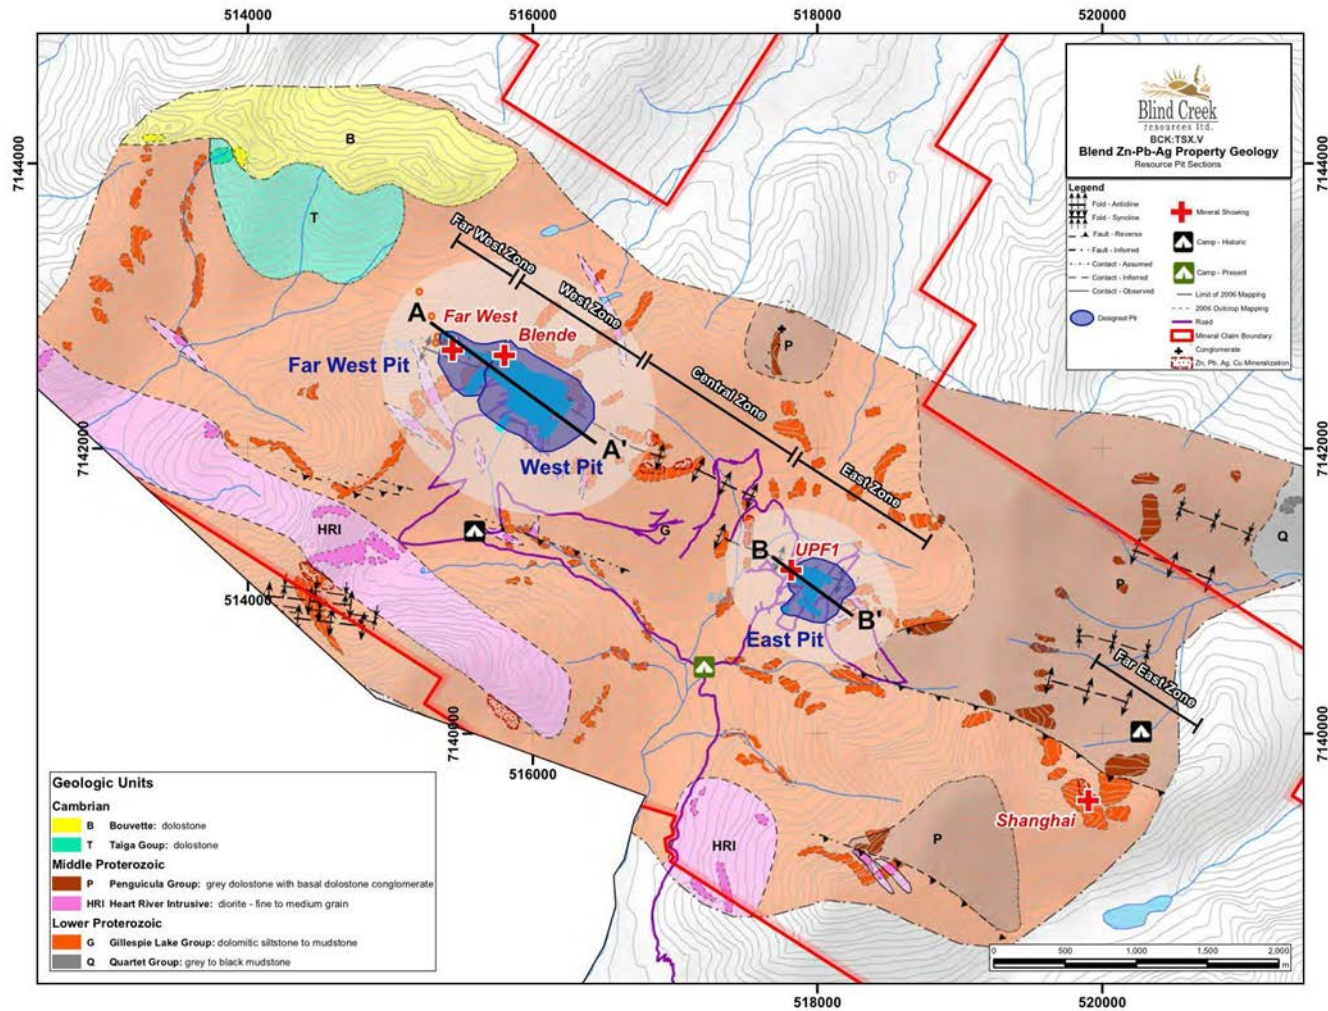 514000
516000
518000
520000
7144000
7144000
Blind Creek
resources ltd.
BCK:TSX.V
Blend Zn-Pb-Ag Property Geology
Resource Pit Sections
Legend
Fold - Anticline
Fold - Syncline
Fault - Reverse
Fault - Inferred
Contact - Assumed
Contact - Inferred
Contact - Observed
Designed Pit
Mineral Showing
Camp - Historic
Camp - Present
Limit of 2006 Mapping
2006 Outcrop Mapping
Road
Mineral Claim Boundary
Conglomerate
Zn, Pb, Ag, Cu Mineralization
B
T
Far West Zone
West Zone
Central Zone
East Zone
Far East Zone
A
Far West
Blende
Far West Pit
A'
West Pit
P
7142000
7142000
HRI
G
Q
B
UPF1
P
514000
B'
East Pit
7140000
7140000
516000
Shanghai
HRI
P
Geologic Units
Cambrian
B Bouvette: dolostone
T Taiga Goup: dolostone
Middle Proterozoic
P Penguicula Group: grey dolostone with basal dolostone conglomerate
HRI Heart River Intrusive: diorite - fine to medium grain
Lower Proterozoic
G Gillespie Lake Group: dolomitic siltstone to mudstone
Q Quartet Group: grey to black mudstone
0 500 1,000 1,500 2,000
m
518000
520000